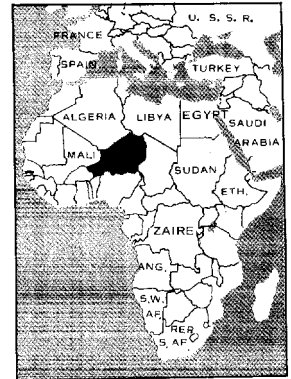 U. S. S. R.
FRANCE
SPAIN
TURKEY
ALGERIA
LIBYA
EGYPT
SAUDI
ARABIA
MALI
SUDAN
ETH.
ZAIRE
ANG.
S.W.
AF.
REP.
S. AF.